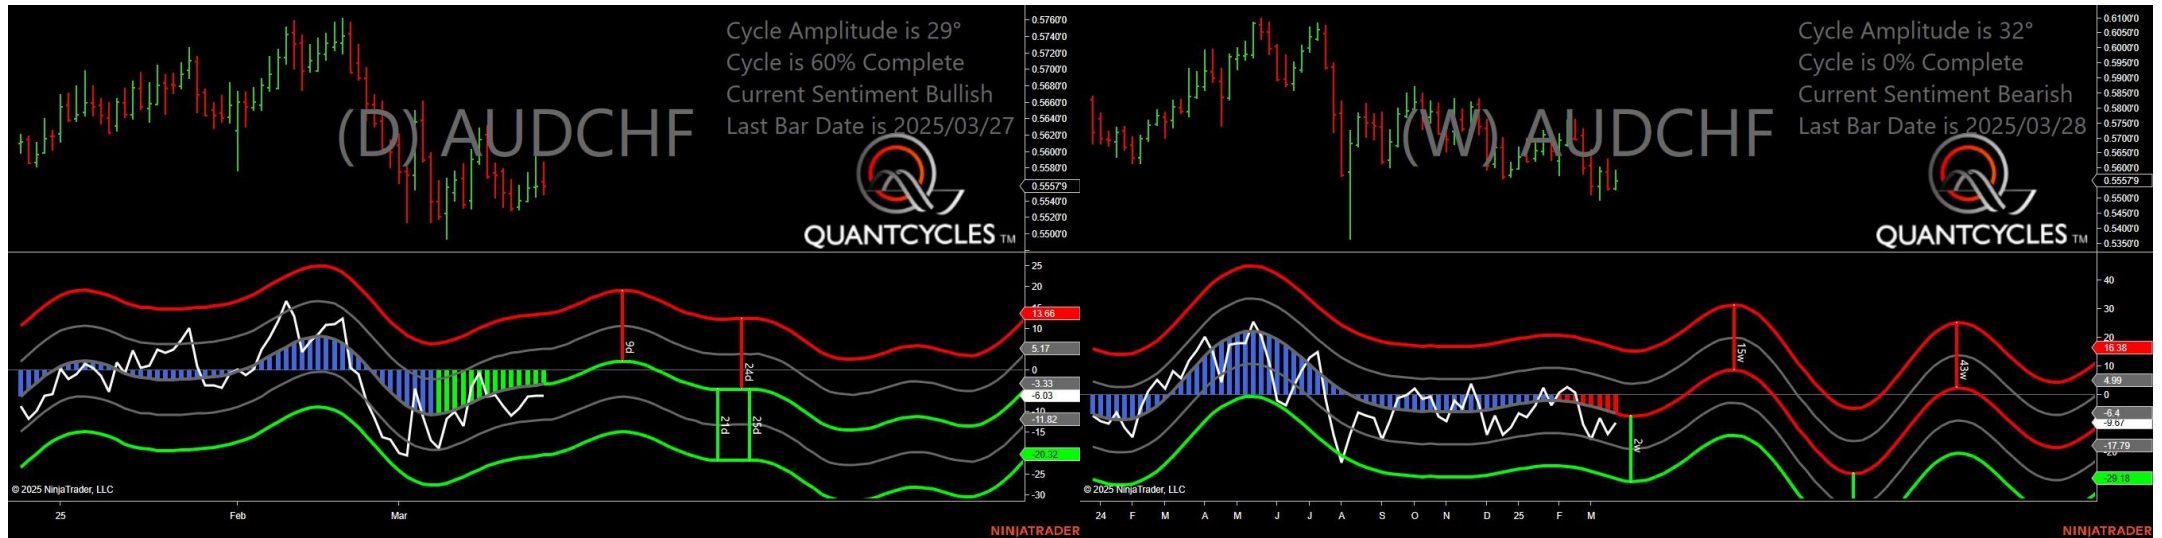 Cycle Amplitude is 29°
Cycle is 60% Complete
Current Sentiment Bullish
Last Bar Date is 2025/03/27
(D) AUDCHF
QUANTCYCLES TM
0.5760'0
0.5740'0
0.5720'0
0.5700'0
0.5680'0
0.5660'0
0.5640'0
0.5620'0
0.5600'0
0.5580'0
0.5557'9
0.5540'0
0.5520'0
0.5500'0
25
20
15
13.66
10
5.17
0
-3.33
-6.03
-10
-11.82
-15
-20.32
-25
-30
9d
24d
21d
25d
© 2025 NinjaTrader, LLC
25 Feb Mar
NINJATRADER
Cycle Amplitude is 32°
Cycle is 0% Complete
Current Sentiment Bearish
Last Bar Date is 2025/03/28
(W) AUDCHF
QUANTCYCLES TM
0.6100'0
0.6050'0
0.6000'0
0.5950'0
0.5900'0
0.5850'0
0.5800'0
0.5750'0
0.5700'0
0.5650'0
0.5600'0
0.5557'9
0.5500'0
0.5450'0
0.5400'0
0.5350'0
40
30
20
16.38
10
4.99
0
-6.4
-9.67
-17.79
-20
-29.18
15w
43w
2w
© 2025 NinjaTrader, LLC
24 F M A M J J A S O N D 25 F M
NINJATRADER